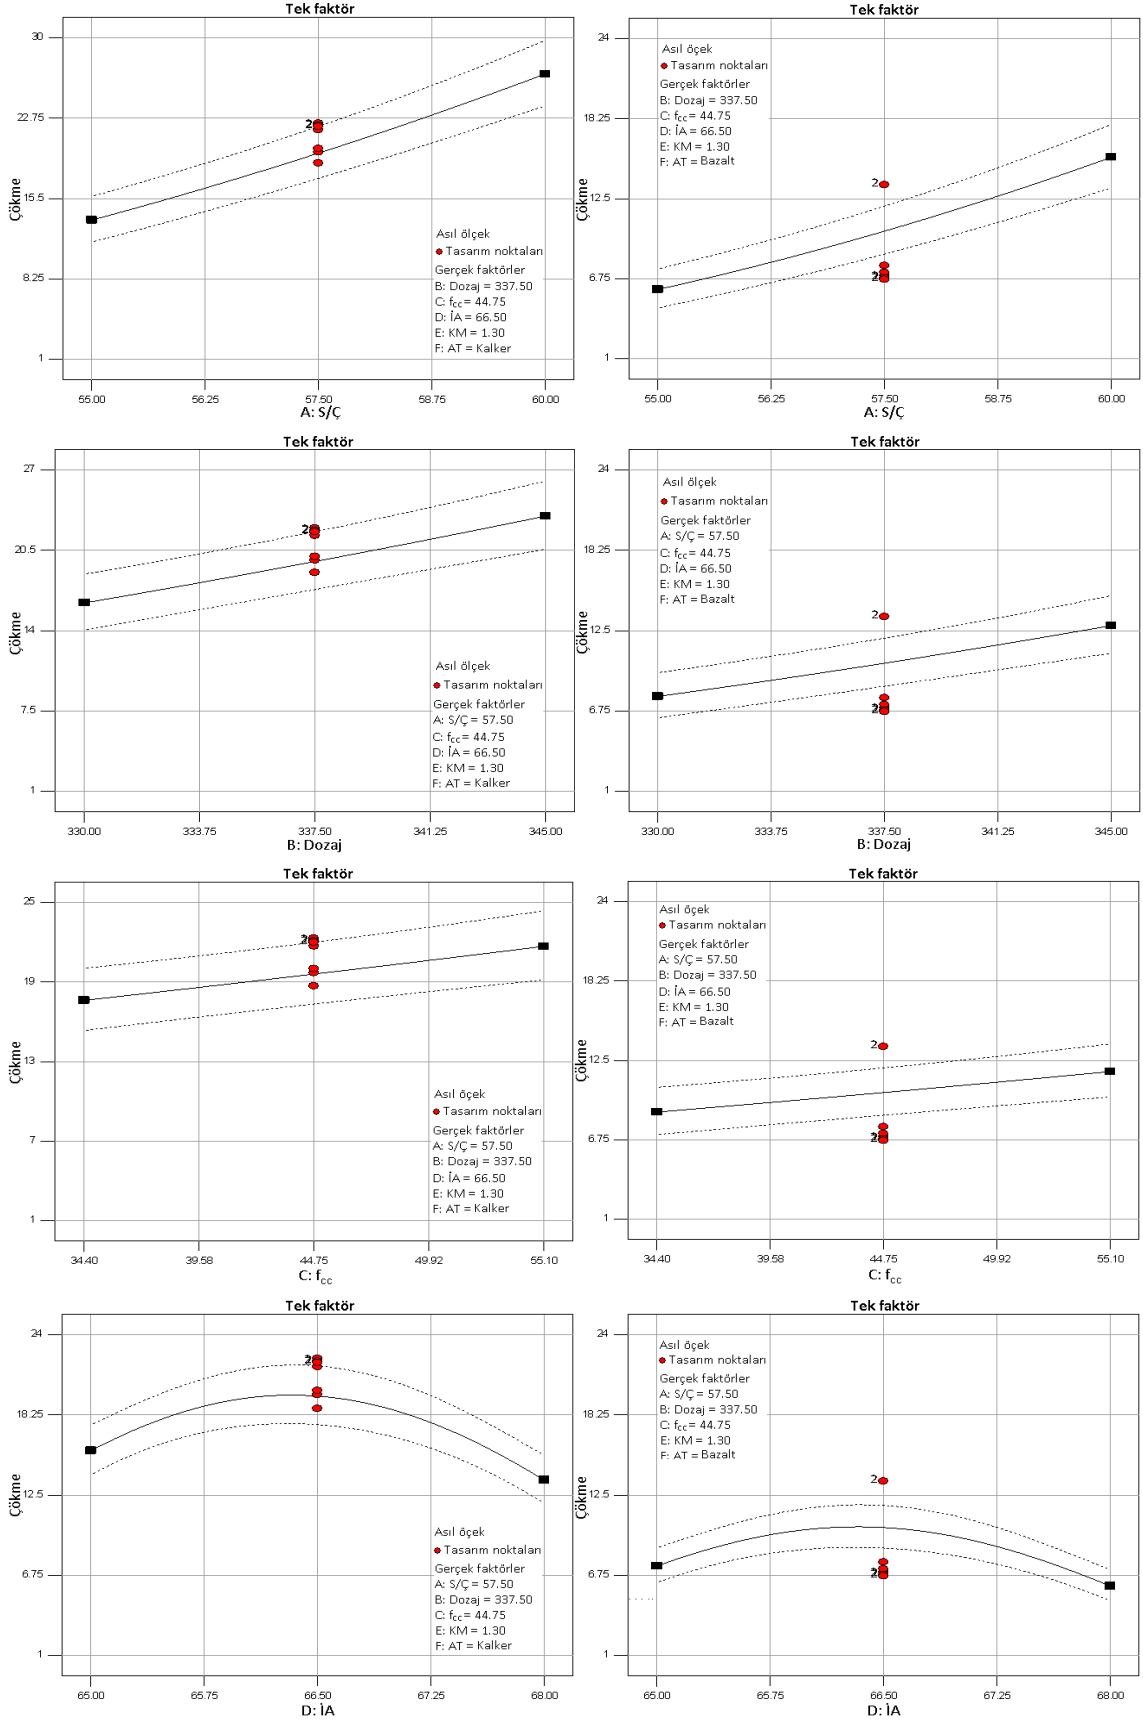 Tek faktör
30
22.75
15.5
8.25
1
Çökme
2
Asıl ölçek
Tasarım noktaları
Gerçek faktörler
B: Dozaj = 337.50
C: fcc = 44.75
D: İA = 66.50
E: KM = 1.30
F: AT = Kalker
55.00 56.25 57.50 58.75 60.00
A: S/Ç
Tek faktör
24
18.25
12.5
6.75
1
Çökme
Asıl öçek
Tasarım noktaları
Gerçek faktörler
B: Dozaj = 337.50
C: fcc = 44.75
D: İA = 66.50
E: KM = 1.30
F: AT = Bazalt
2
2
55.00 56.25 57.50 58.75 60.00
A: S/Ç
Tek faktör
27
20.5
14
7.5
1
Çökme
2
Asıl ölçek
Tasarım noktaları
Gerçek faktörler
A: S/Ç = 57.50
C: fcc = 44.75
D: İA = 66.50
E: KM = 1.30
F: AT = Kalker
330.00 333.75 337.50 341.25 345.00
B: Dozaj
Tek faktör
24
18.25
12.5
6.75
1
Çökme
Asıl ölçek
Tasarım noktaları
Gerçek faktörler
A: S/Ç = 57.50
C: fcc = 44.75
D: İA = 66.50
E: KM = 1.30
F: AT = Bazalt
2
2
330.00 333.75 337.50 341.25 345.00
B: Dozaj
Tek faktör
25
19
13
7
1
Çökme
2
Asıl öçek
Tasarım noktaları
Gerçek faktörler
A: S/Ç = 57.50
B: Dozaj = 337.50
D: İA = 66.50
E: KM = 1.30
F: AT = Kalker
34.40 39.58 44.75 49.92 55.10
C: fcc
Tek faktör
24
18.25
12.5
6.75
1
Çökme
Asıl öçek
Tasarım noktaları
Gerçek faktörler
A: S/Ç = 57.50
B: Dozaj = 337.50
D: İA = 66.50
E: KM = 1.30
F: AT = Bazalt
2
2
34.40 39.58 44.75 49.92 55.10
C: fcc
Tek faktör
24
18.25
12.5
6.75
1
Çökme
2
Asıl öçek
Tasarım noktaları
Gerçek faktörler
A: S/Ç = 57.50
B: Dozaj = 337.50
C: fcc = 44.75
E: KM = 1.30
F: AT = Kalker
65.00 65.75 66.50 67.25 68.00
D: İA
Tek faktör
24
18.25
12.5
6.75
1
Çökme
Asıl öçek
Tasarım noktaları
Gerçek faktörler
A: S/Ç = 57.50
B: Dozaj = 337.50
C: fcc = 44.75
E: KM = 1.30
F: AT = Bazalt
2
2
65.00 65.75 66.50 67.25 68.00
D: İA